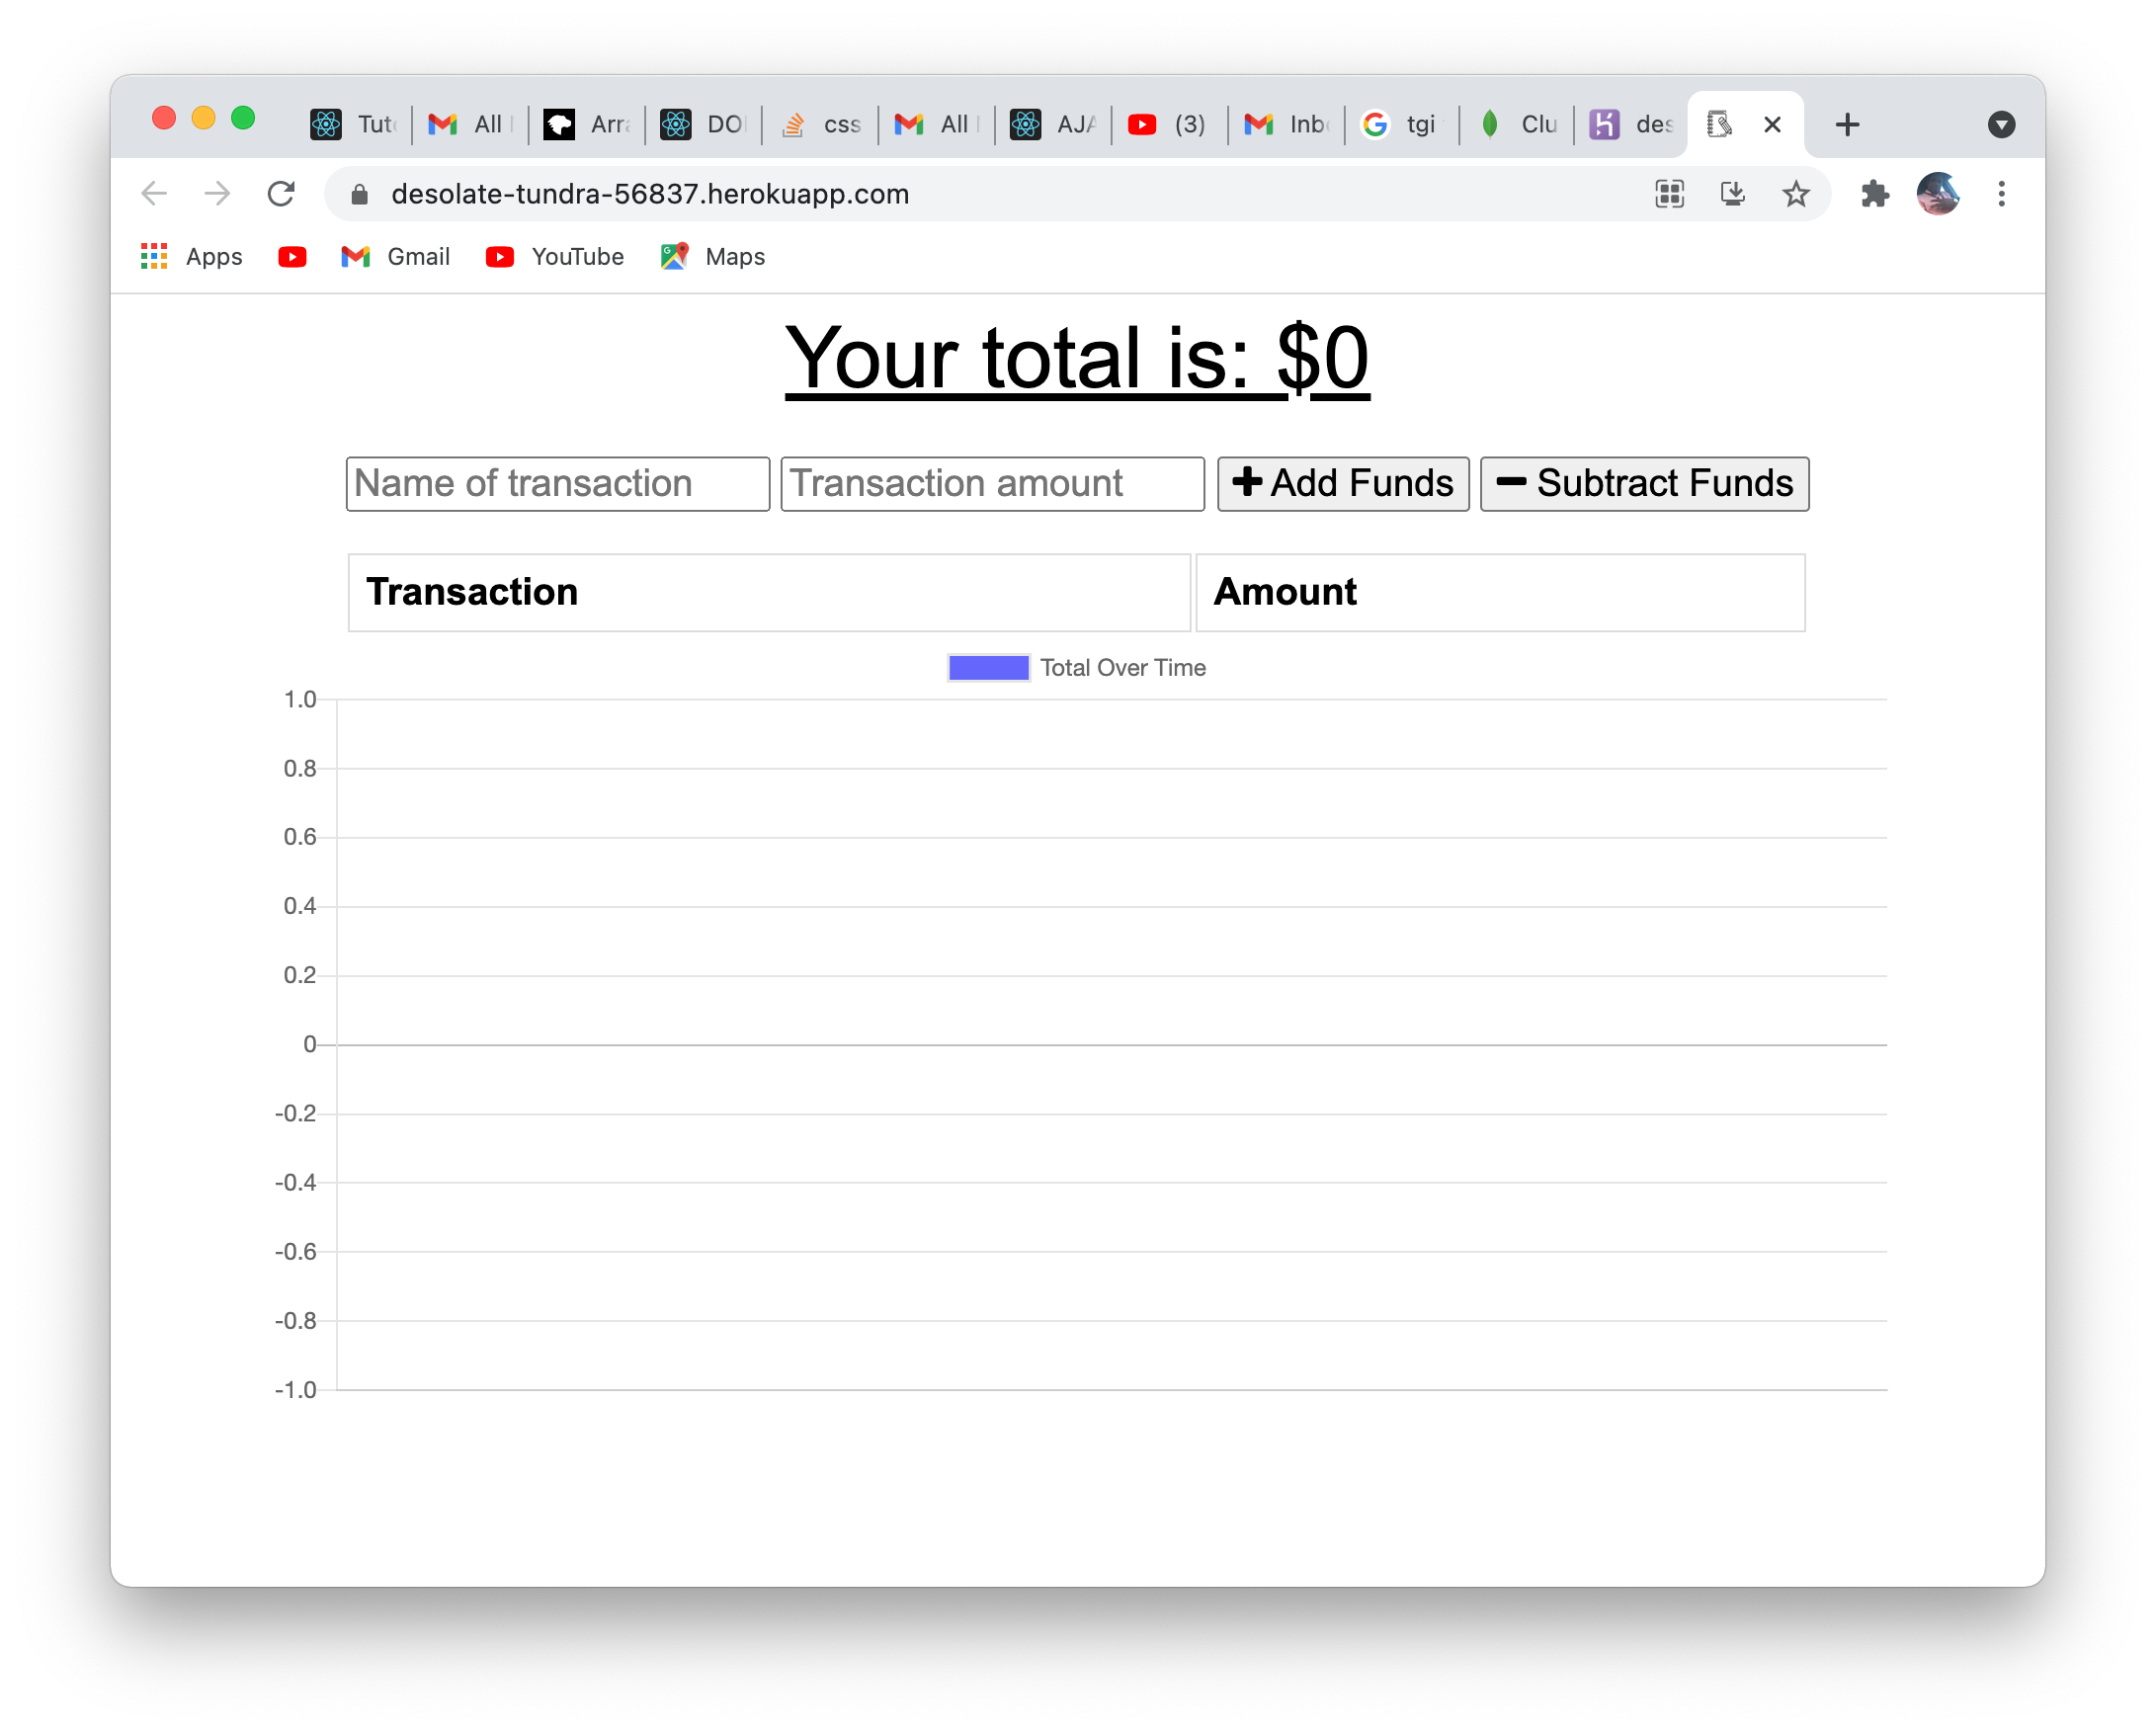 Tut All Arr DO css All AJA (3) Inb tgi Clu des
desolate-tundra-56837.herokuapp.com
Apps Gmail YouTube Maps
Your total is: $0
Name of transaction Transaction amount Add Funds Subtract Funds
Transaction Amount
Total Over Time
1.0
0.8
0.6
0.4
0.2
0
-0.2
-0.4
-0.6
-0.8
-1.0